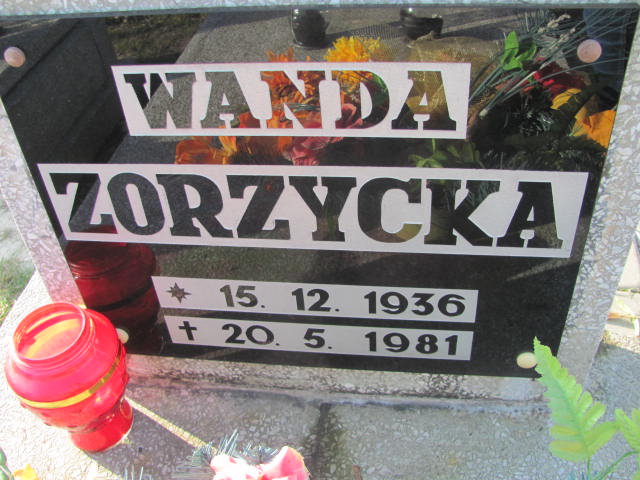 WANDA
ZORZYCKA
* 15. 12. 1936
† 20. 5. 1981